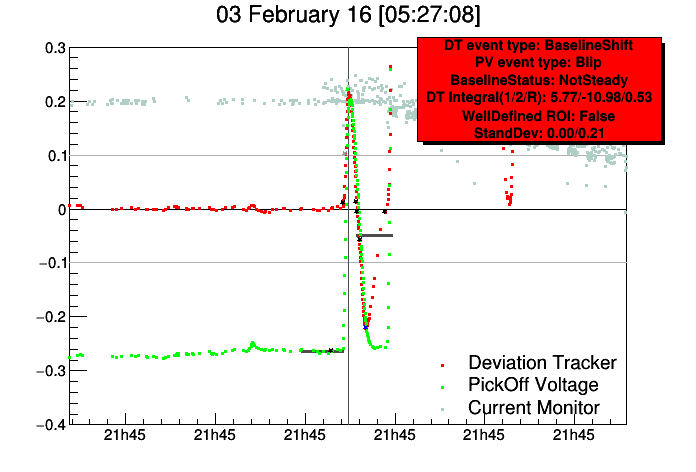 03 February 16 [05:27:08]
DT event type: BaselineShift
PV event type: Blip
BaselineStatus: NotSteady
DT Integral(1/2/R): 5.77/-10.98/0.53
WellDefined ROI: False
StandDev: 0.00/0.21
0.3
0.2
0.1
0
−0.1
−0.2
−0.3
−0.4
Deviation Tracker
PickOff Voltage
Current Monitor
21h45 21h45 21h45 21h45 21h45 21h45